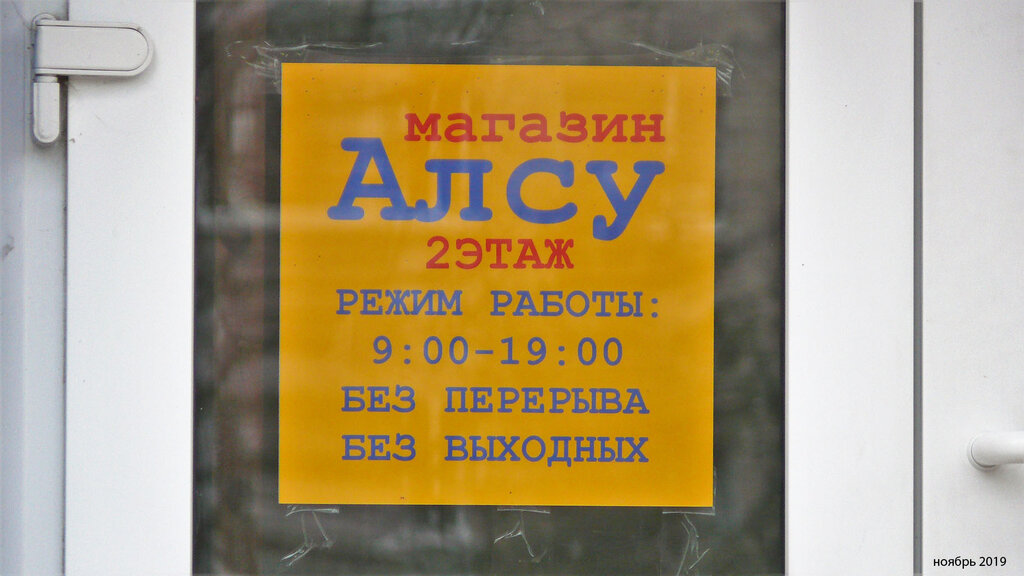 магазин
Алсу
2ЭТАЖ
РЕЖИМ РАБОТЫ:
9:00-19:00
БЕЗ ПЕРЕРЫВА
БЕЗ ВЫХОДНЫХ
ноябрь 2019